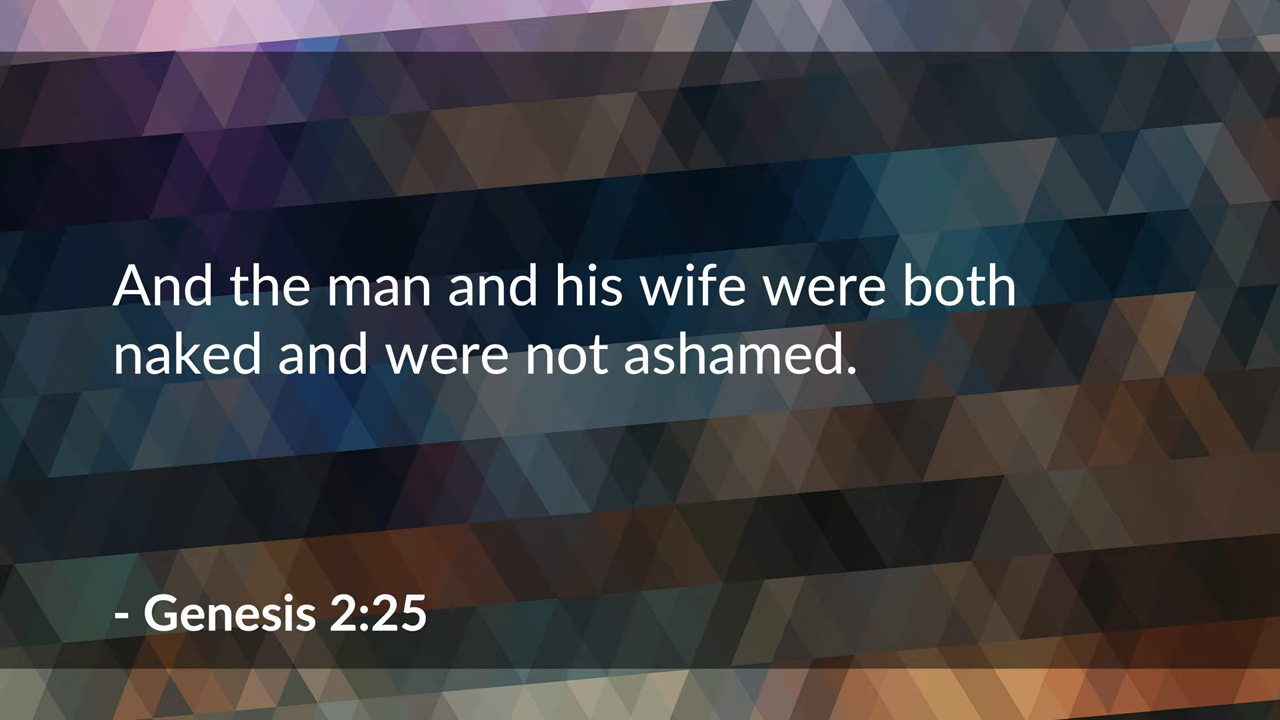 And the man and his wife were both
naked and were not ashamed.
- Genesis 2:25